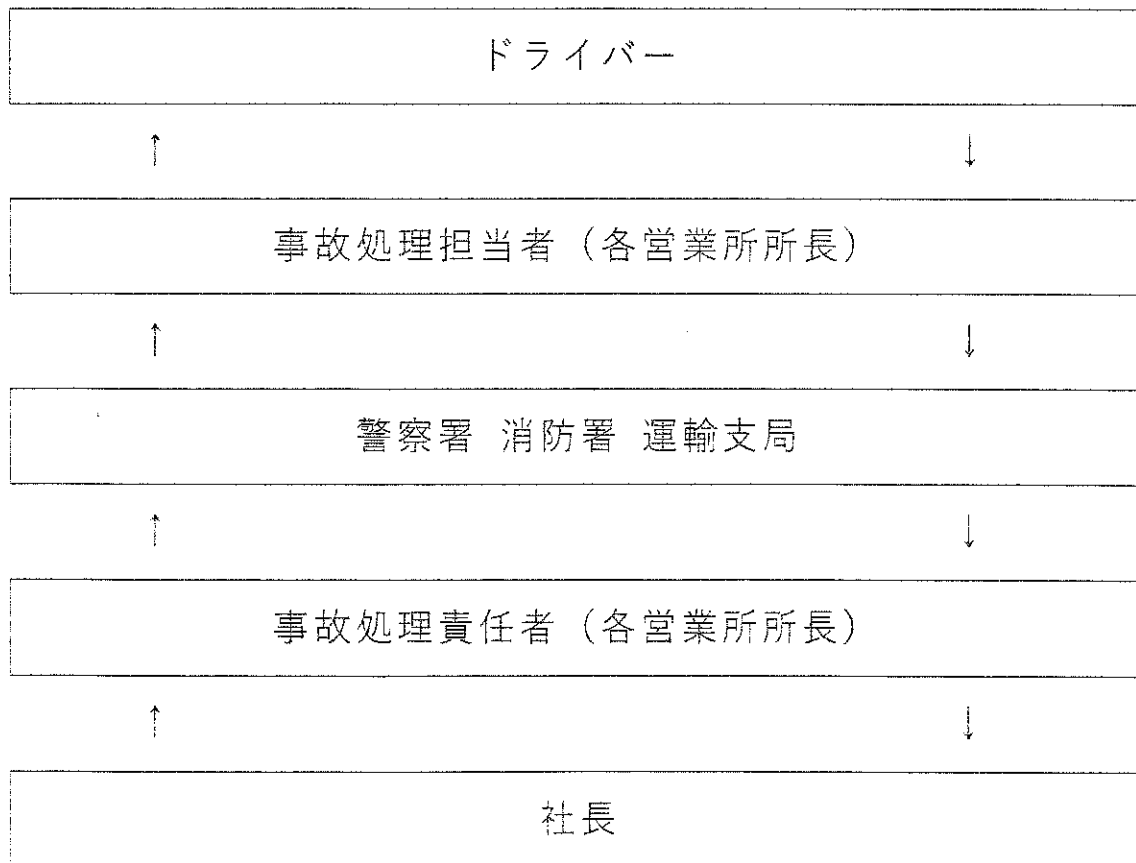 ドライバー
↑ ↓
事故処理担当者（各営業所所長）
↑ ↓
警察署 消防署 運輸支局
↑ ↓
事故処理責任者（各営業所所長）
↑ ↓
社長